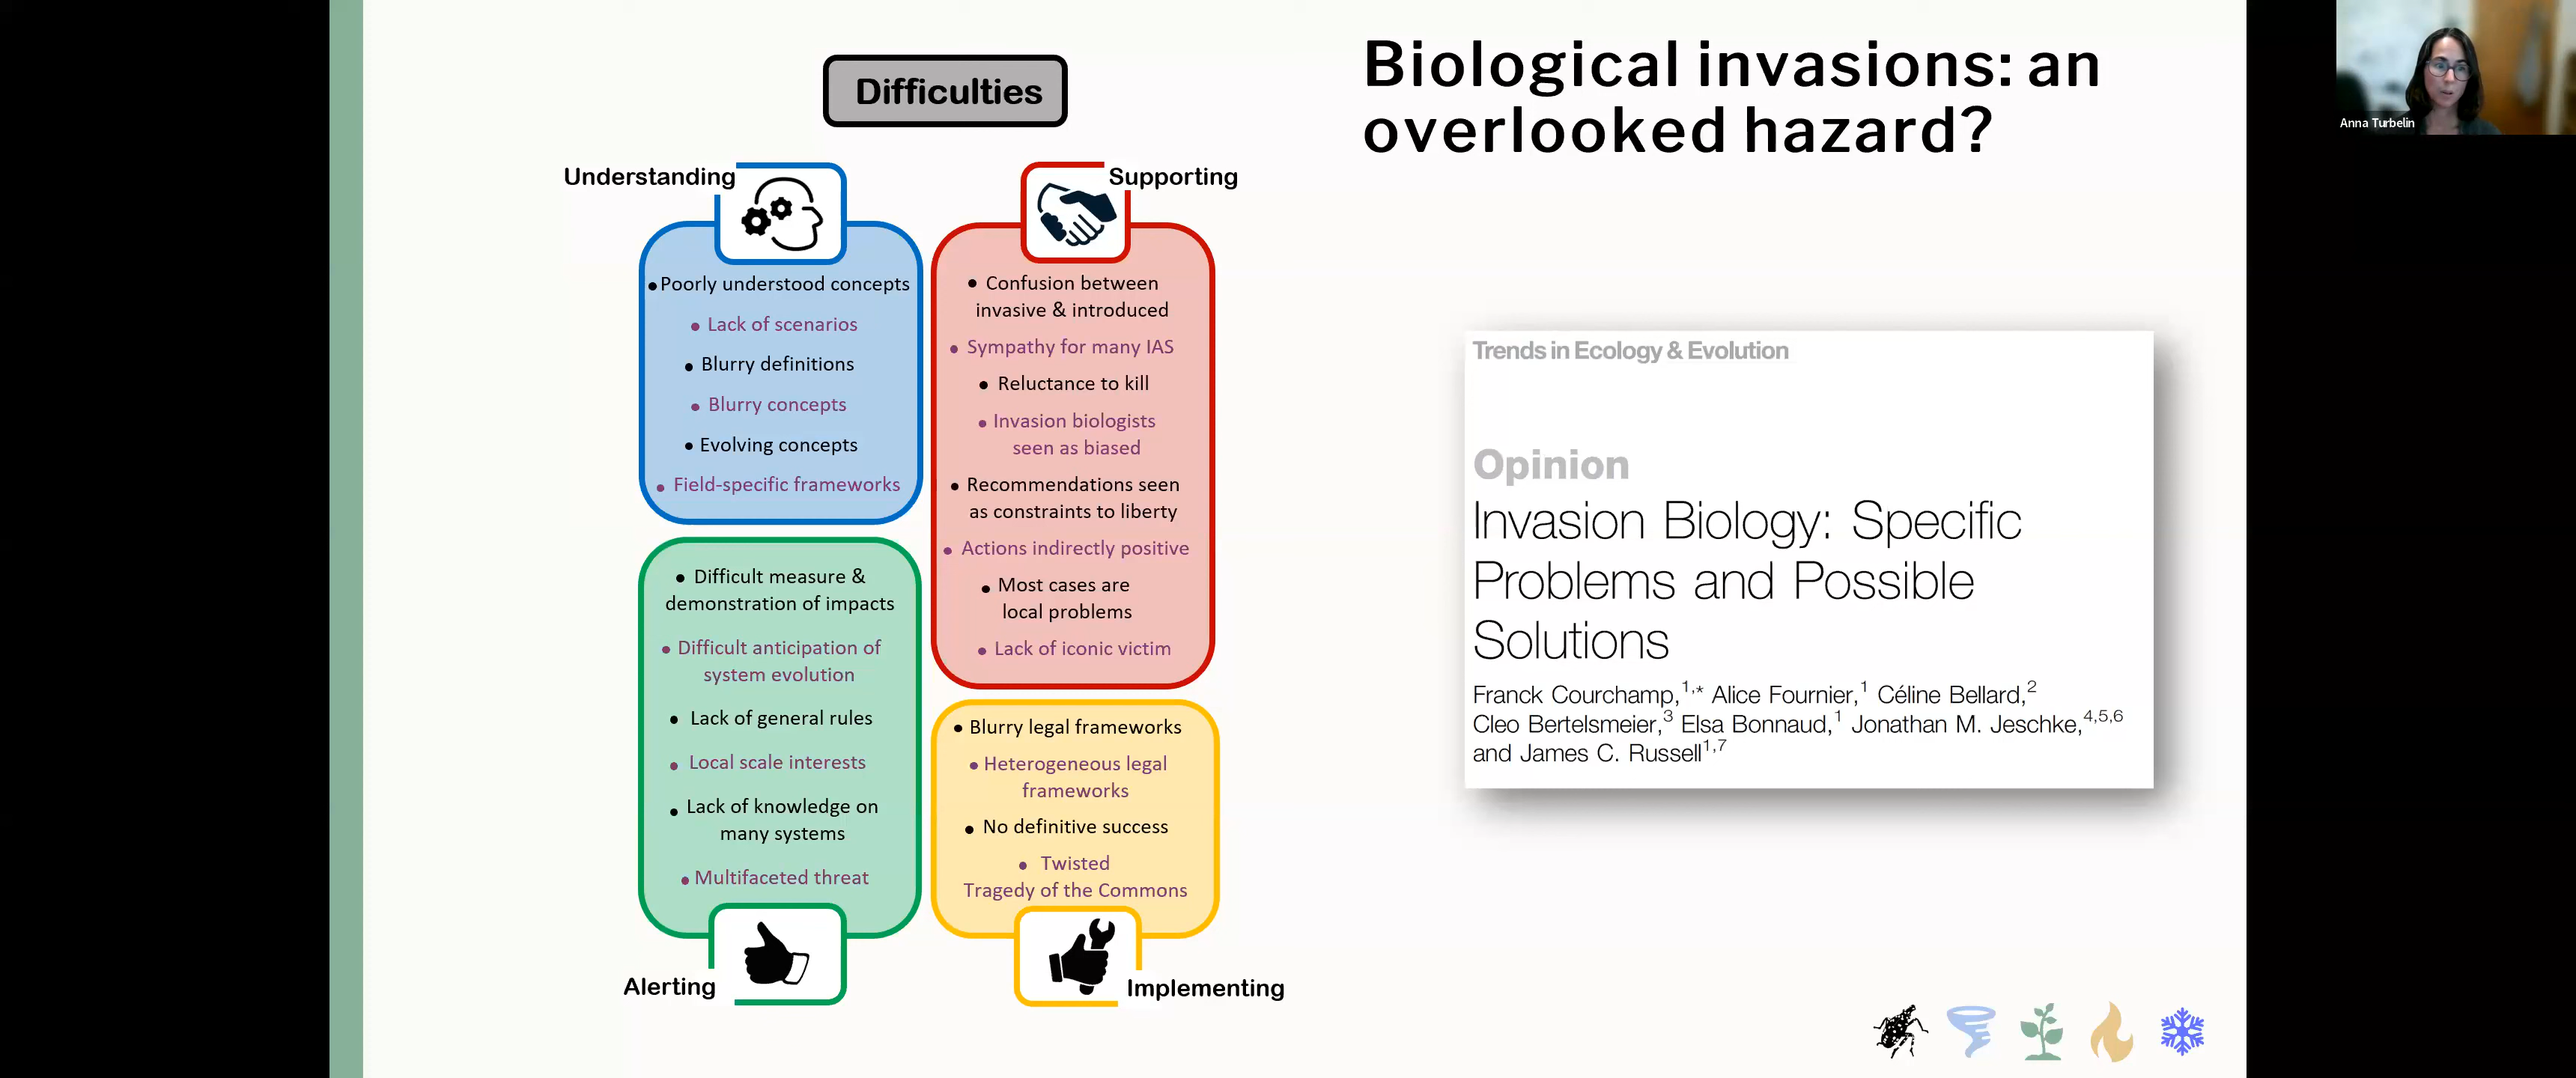 Difficulties
Understanding
• Poorly understood concepts
• Lack of scenarios
• Blurry definitions
• Blurry concepts
• Evolving concepts
• Field-specific frameworks
Supporting
• Confusion between
invasive & introduced
• Sympathy for many IAS
• Reluctance to kill
• Invasion biologists
seen as biased
• Recommendations seen
as constraints to liberty
• Actions indirectly positive
• Most cases are
local problems
• Lack of iconic victim
• Difficult measure &
demonstration of impacts
• Difficult anticipation of
system evolution
• Lack of general rules
• Local scale interests
• Lack of knowledge on
many systems
• Multifaceted threat
Alerting
• Blurry legal frameworks
• Heterogeneous legal
frameworks
• No definitive success
• Twisted
Tragedy of the Commons
Implementing
Biological invasions: an
overlooked hazard?
Trends in Ecology & Evolution
Opinion
Invasion Biology: Specific
Problems and Possible
Solutions
Franck Courchamp,1,* Alice Fournier,1 Céline Bellard,2
Cleo Bertelsmeier,3 Elsa Bonnaud,1 Jonathan M. Jeschke,4,5,6
and James C. Russell1,7
Anna Turbelin